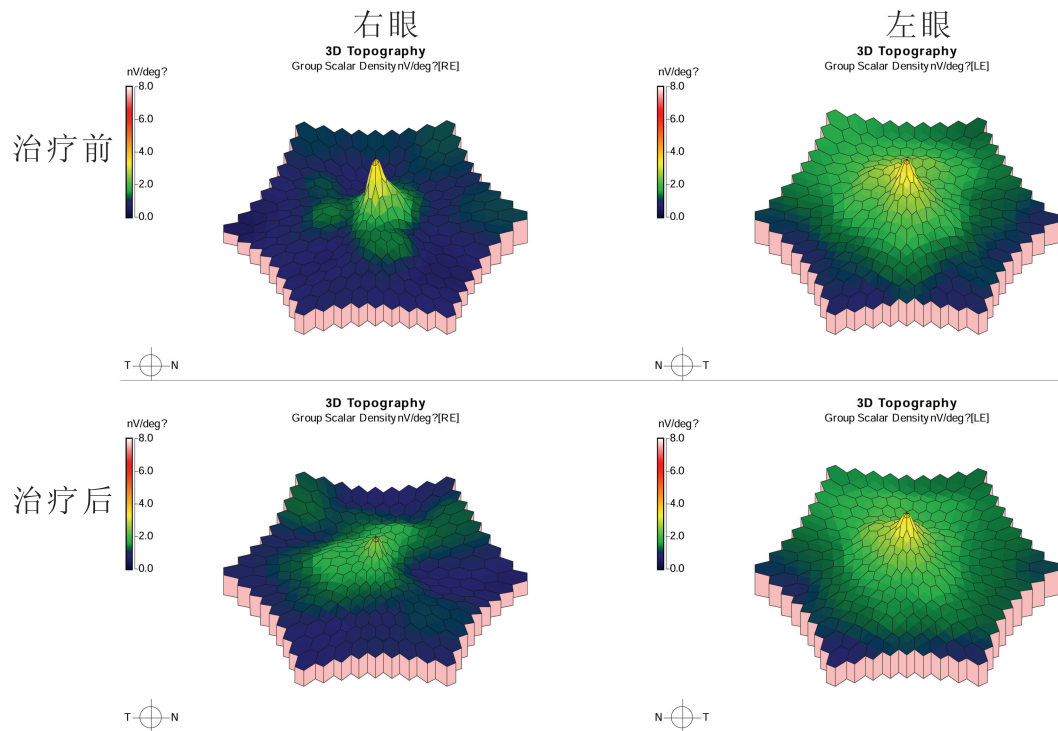 右眼
左眼
3D Topography
Group Scalar Density nV/deg?[RE]
3D Topography
Group Scalar Density nV/deg?[LE]
治疗前
nV/deg?
8.0
6.0
4.0
2.0
0.0
nV/deg?
8.0
6.0
4.0
2.0
0.0
T N
N T
3D Topography
Group Scalar Density nV/deg?[RE]
3D Topography
Group Scalar Density nV/deg?[LE]
治疗后
nV/deg?
8.0
6.0
4.0
2.0
0.0
nV/deg?
8.0
6.0
4.0
2.0
0.0
T N
N T